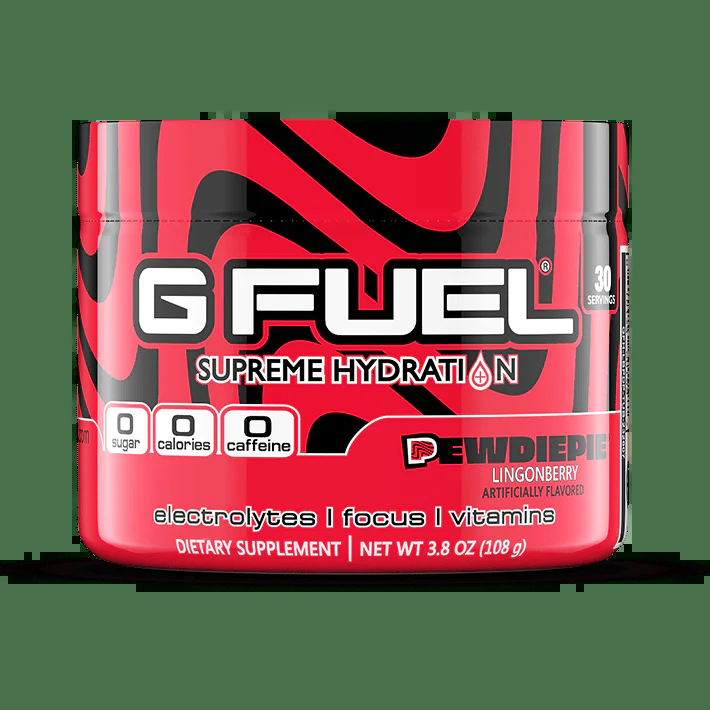 G FUEL®
30
SERVINGS
SUPREME HYDRATION
0
sugar
0
calories
0
caffeine
PEWDIEPIE
LINGONBERRY
ARTIFICIALLY FLAVORED
electrolytes | focus | vitamins
DIETARY SUPPLEMENT | NET WT 3.8 OZ (108 g)